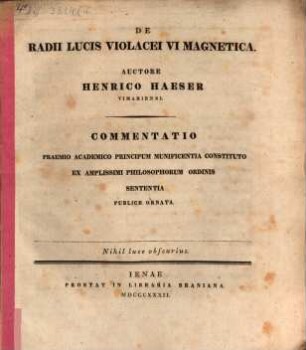 DE
RADII LUCIS VIOLACEI VI MAGNETICA.
AUCTORE
HENRICO HAESER
VIMARIENSI.
COMMENTATIO
PRAEMIO ACADEMICO PRINCIPUM MUNIFICENTIA CONSTITUTO
EX AMPLISSIMI PHILOSOPHORUM ORDINIS
SENTENTIA
PUBLICE ORNATA.
Nihil luce obscurius.
IENAE
PROSTAT IN LIBRARIA BRANIANA.
MDCCCXXXII.